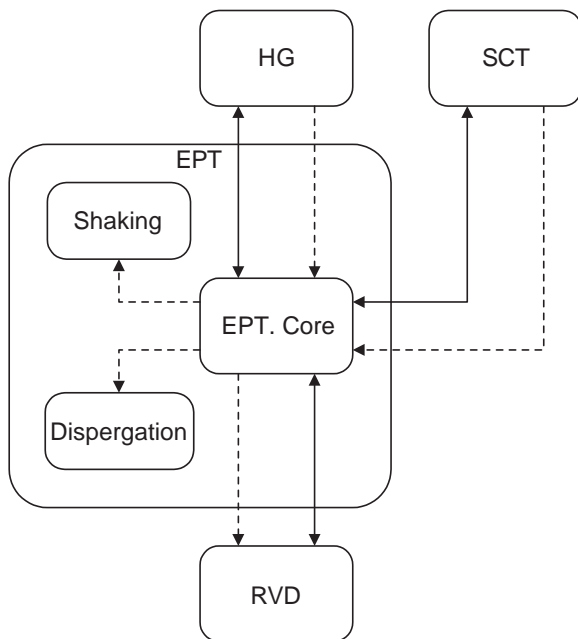 HG
SCT
EPT
Shaking
EPT. Core
Dispergation
RVD